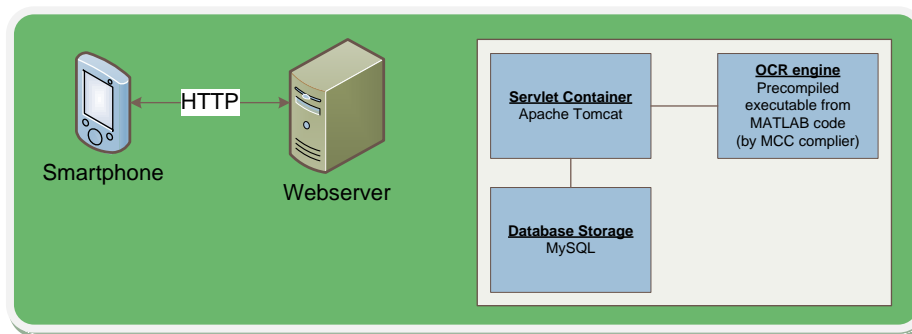 HTTP
Smartphone
Webserver
Servlet Container
Apache Tomcat
OCR engine
Precompiled
executable from
MATLAB code
(by MCC complier)
Database Storage
MySQL